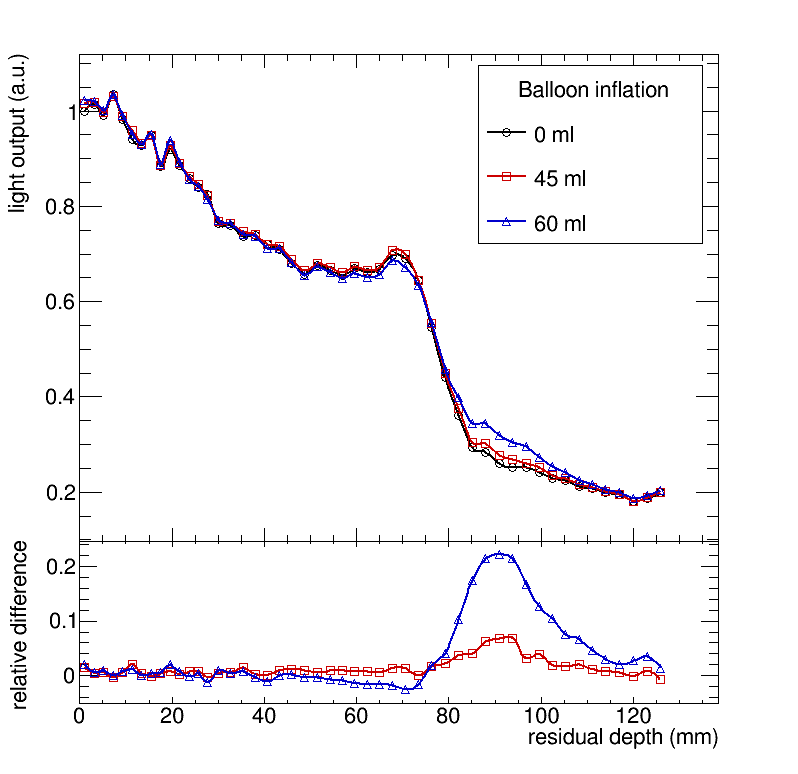 light output (a.u.)
1
0.8
0.6
0.4
0.2
Balloon inflation
0 ml
45 ml
60 ml
relative difference
0.2
0.1
0
0 20 40 60 80 100 120
residual depth (mm)